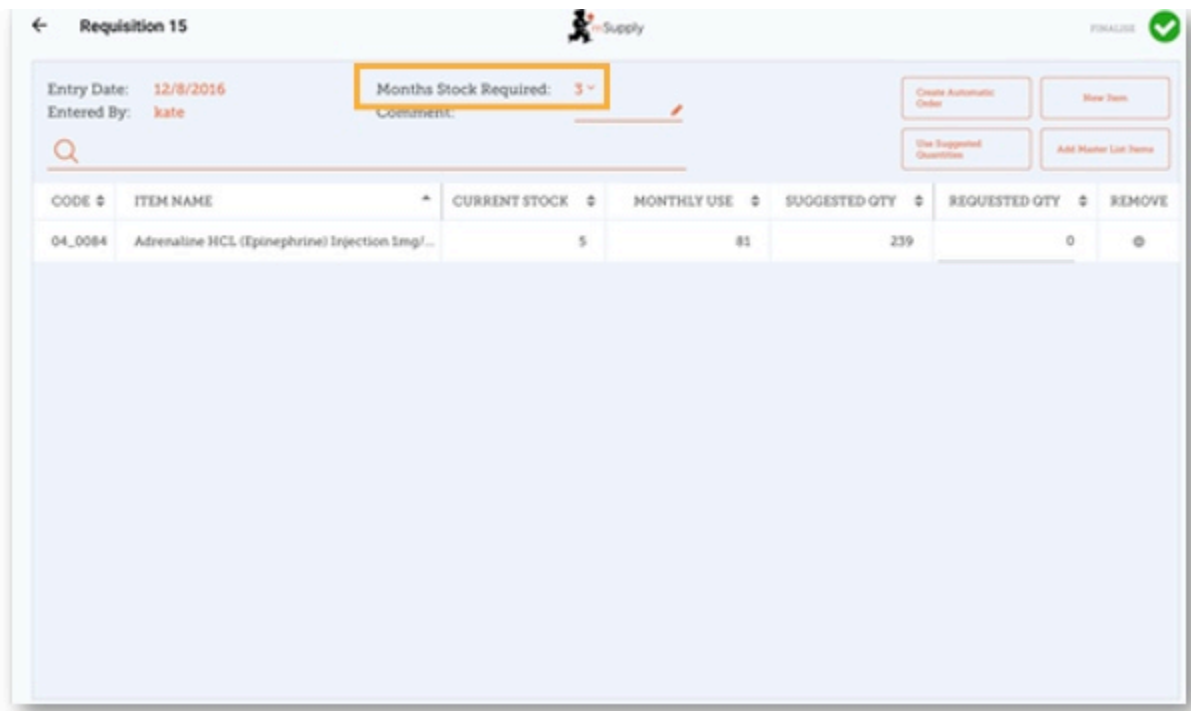 Requisition 15
mSupply
FINALISE
Entry Date: 12/8/2016
Months Stock Required: 3
Entered By: kate
Comment:
Create Automatic
Order
New Item
Use Suggested
Quantities
Add Master List Items
CODE ITEM NAME CURRENT STOCK MONTHLY USE SUGGESTED QTY REQUESTED QTY REMOVE
04_0084 Adrenaline HCL (Epinephrine) Injection 1mg/... 5 81 239 0